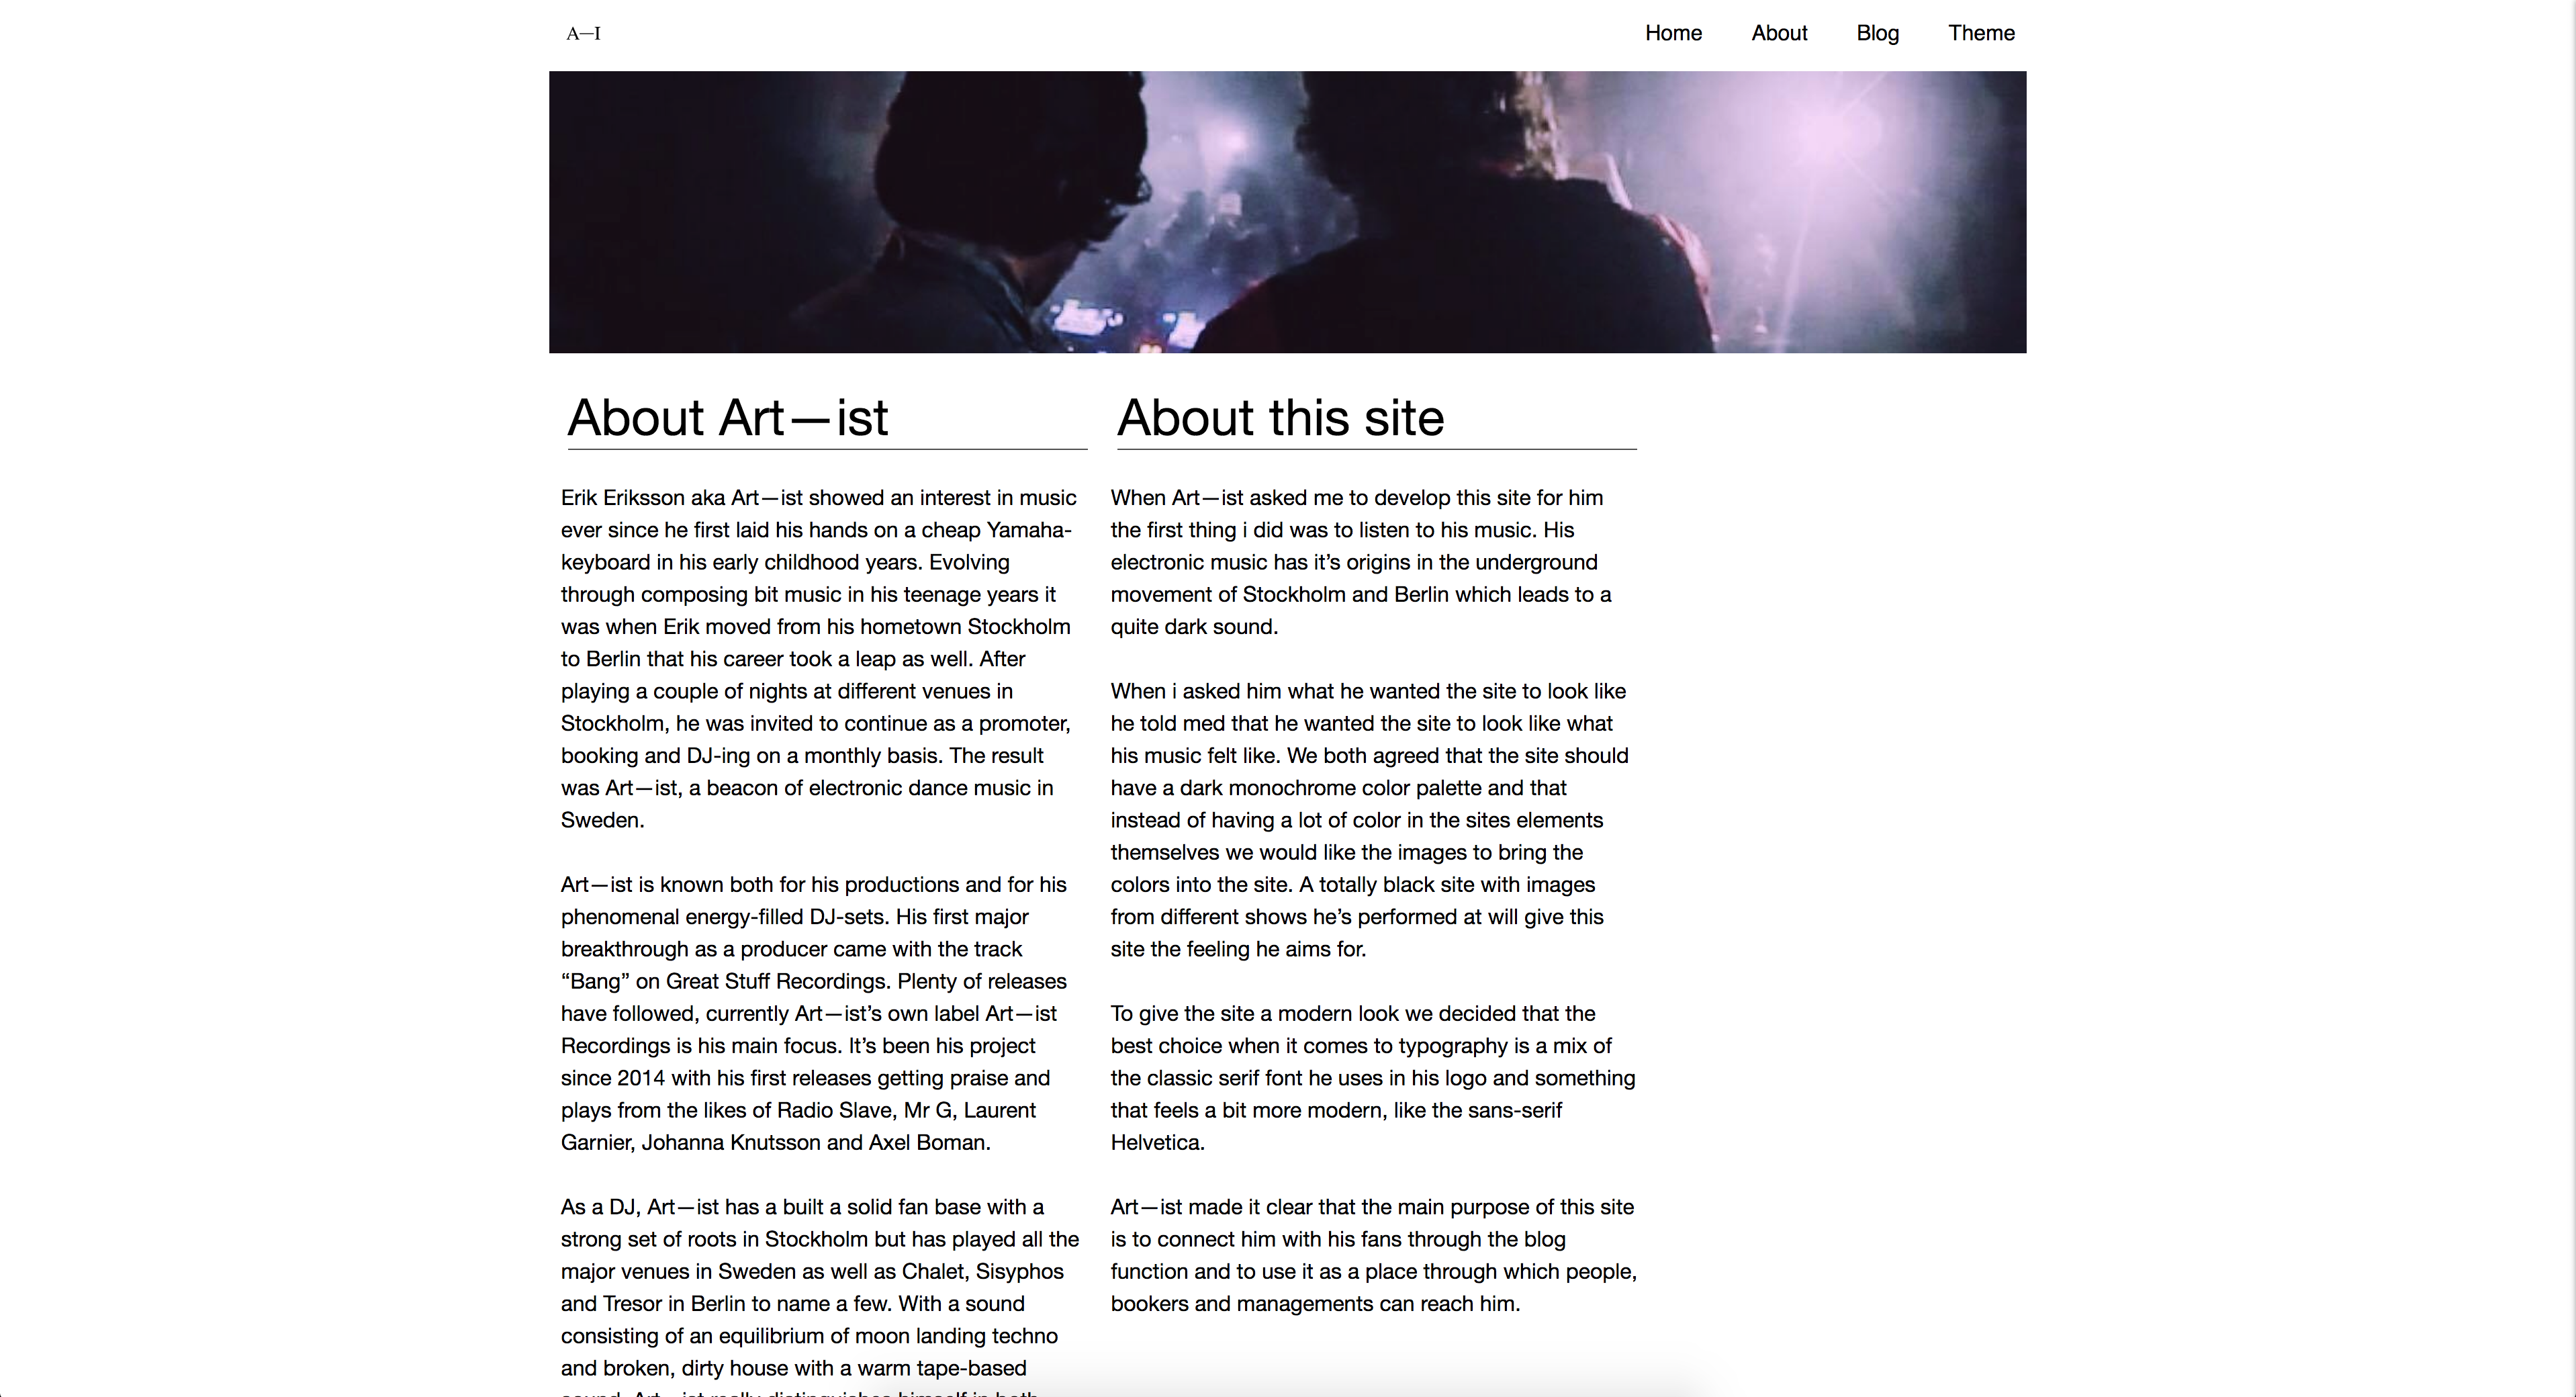 A—I
Home About Blog Theme
About Art—ist
Erik Eriksson aka Art—ist showed an interest in music
ever since he first laid his hands on a cheap Yamaha-
keyboard in his early childhood years. Evolving
through composing bit music in his teenage years it
was when Erik moved from his hometown Stockholm
to Berlin that his career took a leap as well. After
playing a couple of nights at different venues in
Stockholm, he was invited to continue as a promoter,
booking and DJ-ing on a monthly basis. The result
was Art—ist, a beacon of electronic dance music in
Sweden.
Art—ist is known both for his productions and for his
phenomenal energy-filled DJ-sets. His first major
breakthrough as a producer came with the track
“Bang” on Great Stuff Recordings. Plenty of releases
have followed, currently Art—ist’s own label Art—ist
Recordings is his main focus. It’s been his project
since 2014 with his first releases getting praise and
plays from the likes of Radio Slave, Mr G, Laurent
Garnier, Johanna Knutsson and Axel Boman.
As a DJ, Art—ist has a built a solid fan base with a
strong set of roots in Stockholm but has played all the
major venues in Sweden as well as Chalet, Sisyphos
and Tresor in Berlin to name a few. With a sound
consisting of an equilibrium of moon landing techno
and broken, dirty house with a warm tape-based
sound, Art—ist really distinguishes himself in both
About this site
When Art—ist asked me to develop this site for him
the first thing i did was to listen to his music. His
electronic music has it’s origins in the underground
movement of Stockholm and Berlin which leads to a
quite dark sound.
When i asked him what he wanted the site to look like
he told med that he wanted the site to look like what
his music felt like. We both agreed that the site should
have a dark monochrome color palette and that
instead of having a lot of color in the sites elements
themselves we would like the images to bring the
colors into the site. A totally black site with images
from different shows he’s performed at will give this
site the feeling he aims for.
To give the site a modern look we decided that the
best choice when it comes to typography is a mix of
the classic serif font he uses in his logo and something
that feels a bit more modern, like the sans-serif
Helvetica.
Art—ist made it clear that the main purpose of this site
is to connect him with his fans through the blog
function and to use it as a place through which people,
bookers and managements can reach him.